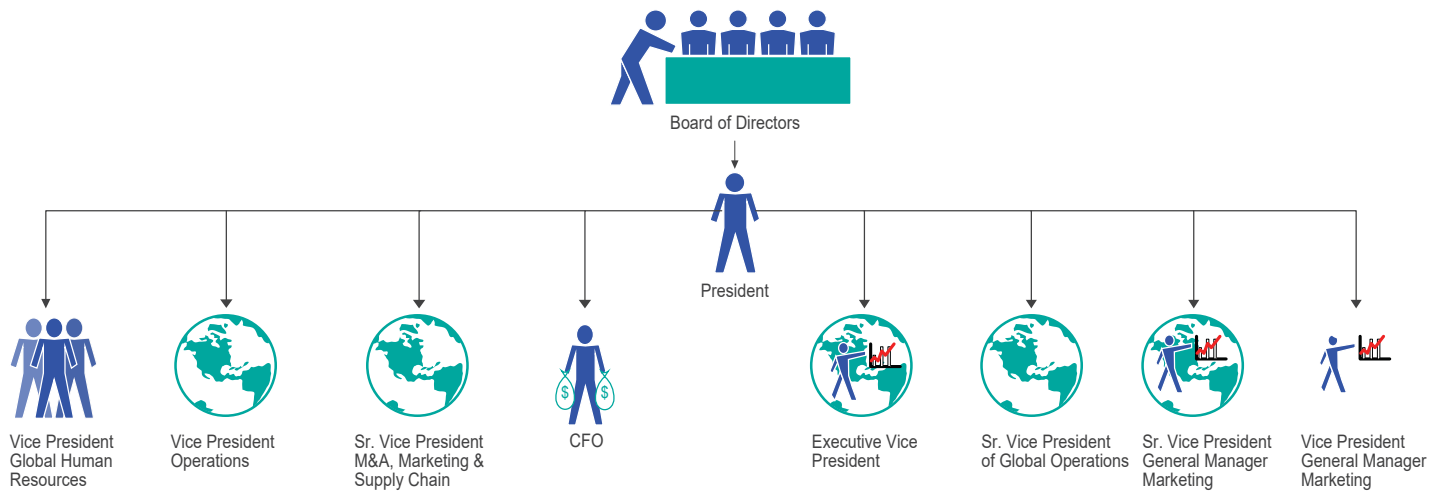 Board of Directors
President
$
$
Vice President
Global Human
Resources
Vice President
Operations
Sr. Vice President
M&A, Marketing &
Supply Chain
CFO
Executive Vice
President
Sr. Vice President
of Global Operations
Sr. Vice President
General Manager
Marketing
Vice President
General Manager
Marketing